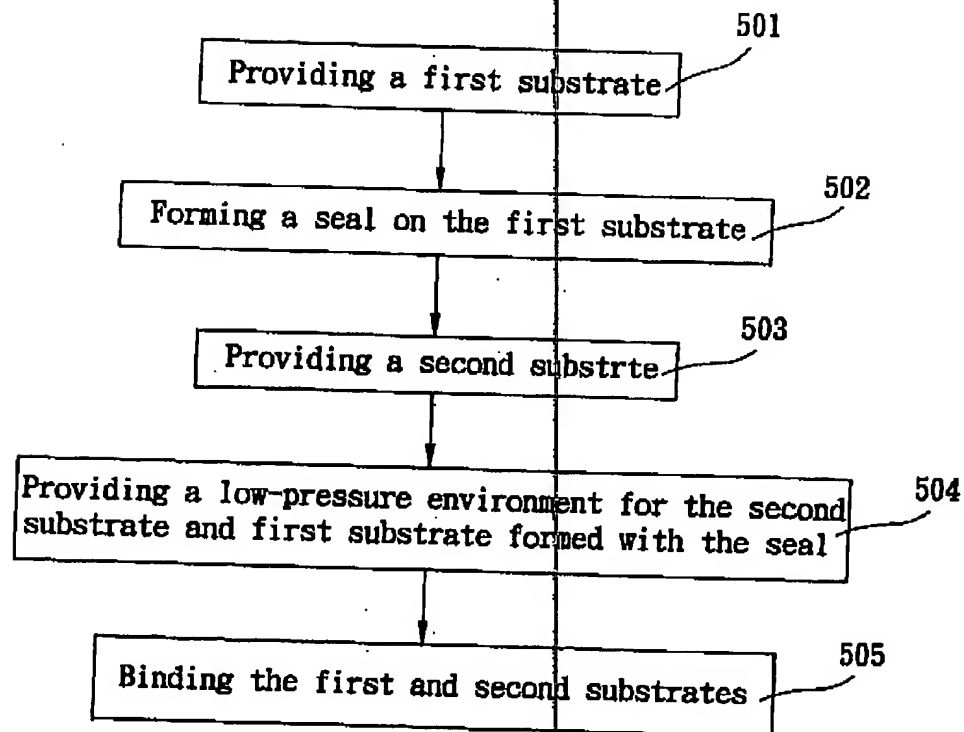 501
Providing a first substrate
502
Forming a seal on the first substrate
503
Providing a second substrte
504
Providing a low-pressure environment for the second
substrate and first substrate formed with the seal
505
Binding the first and second substrates